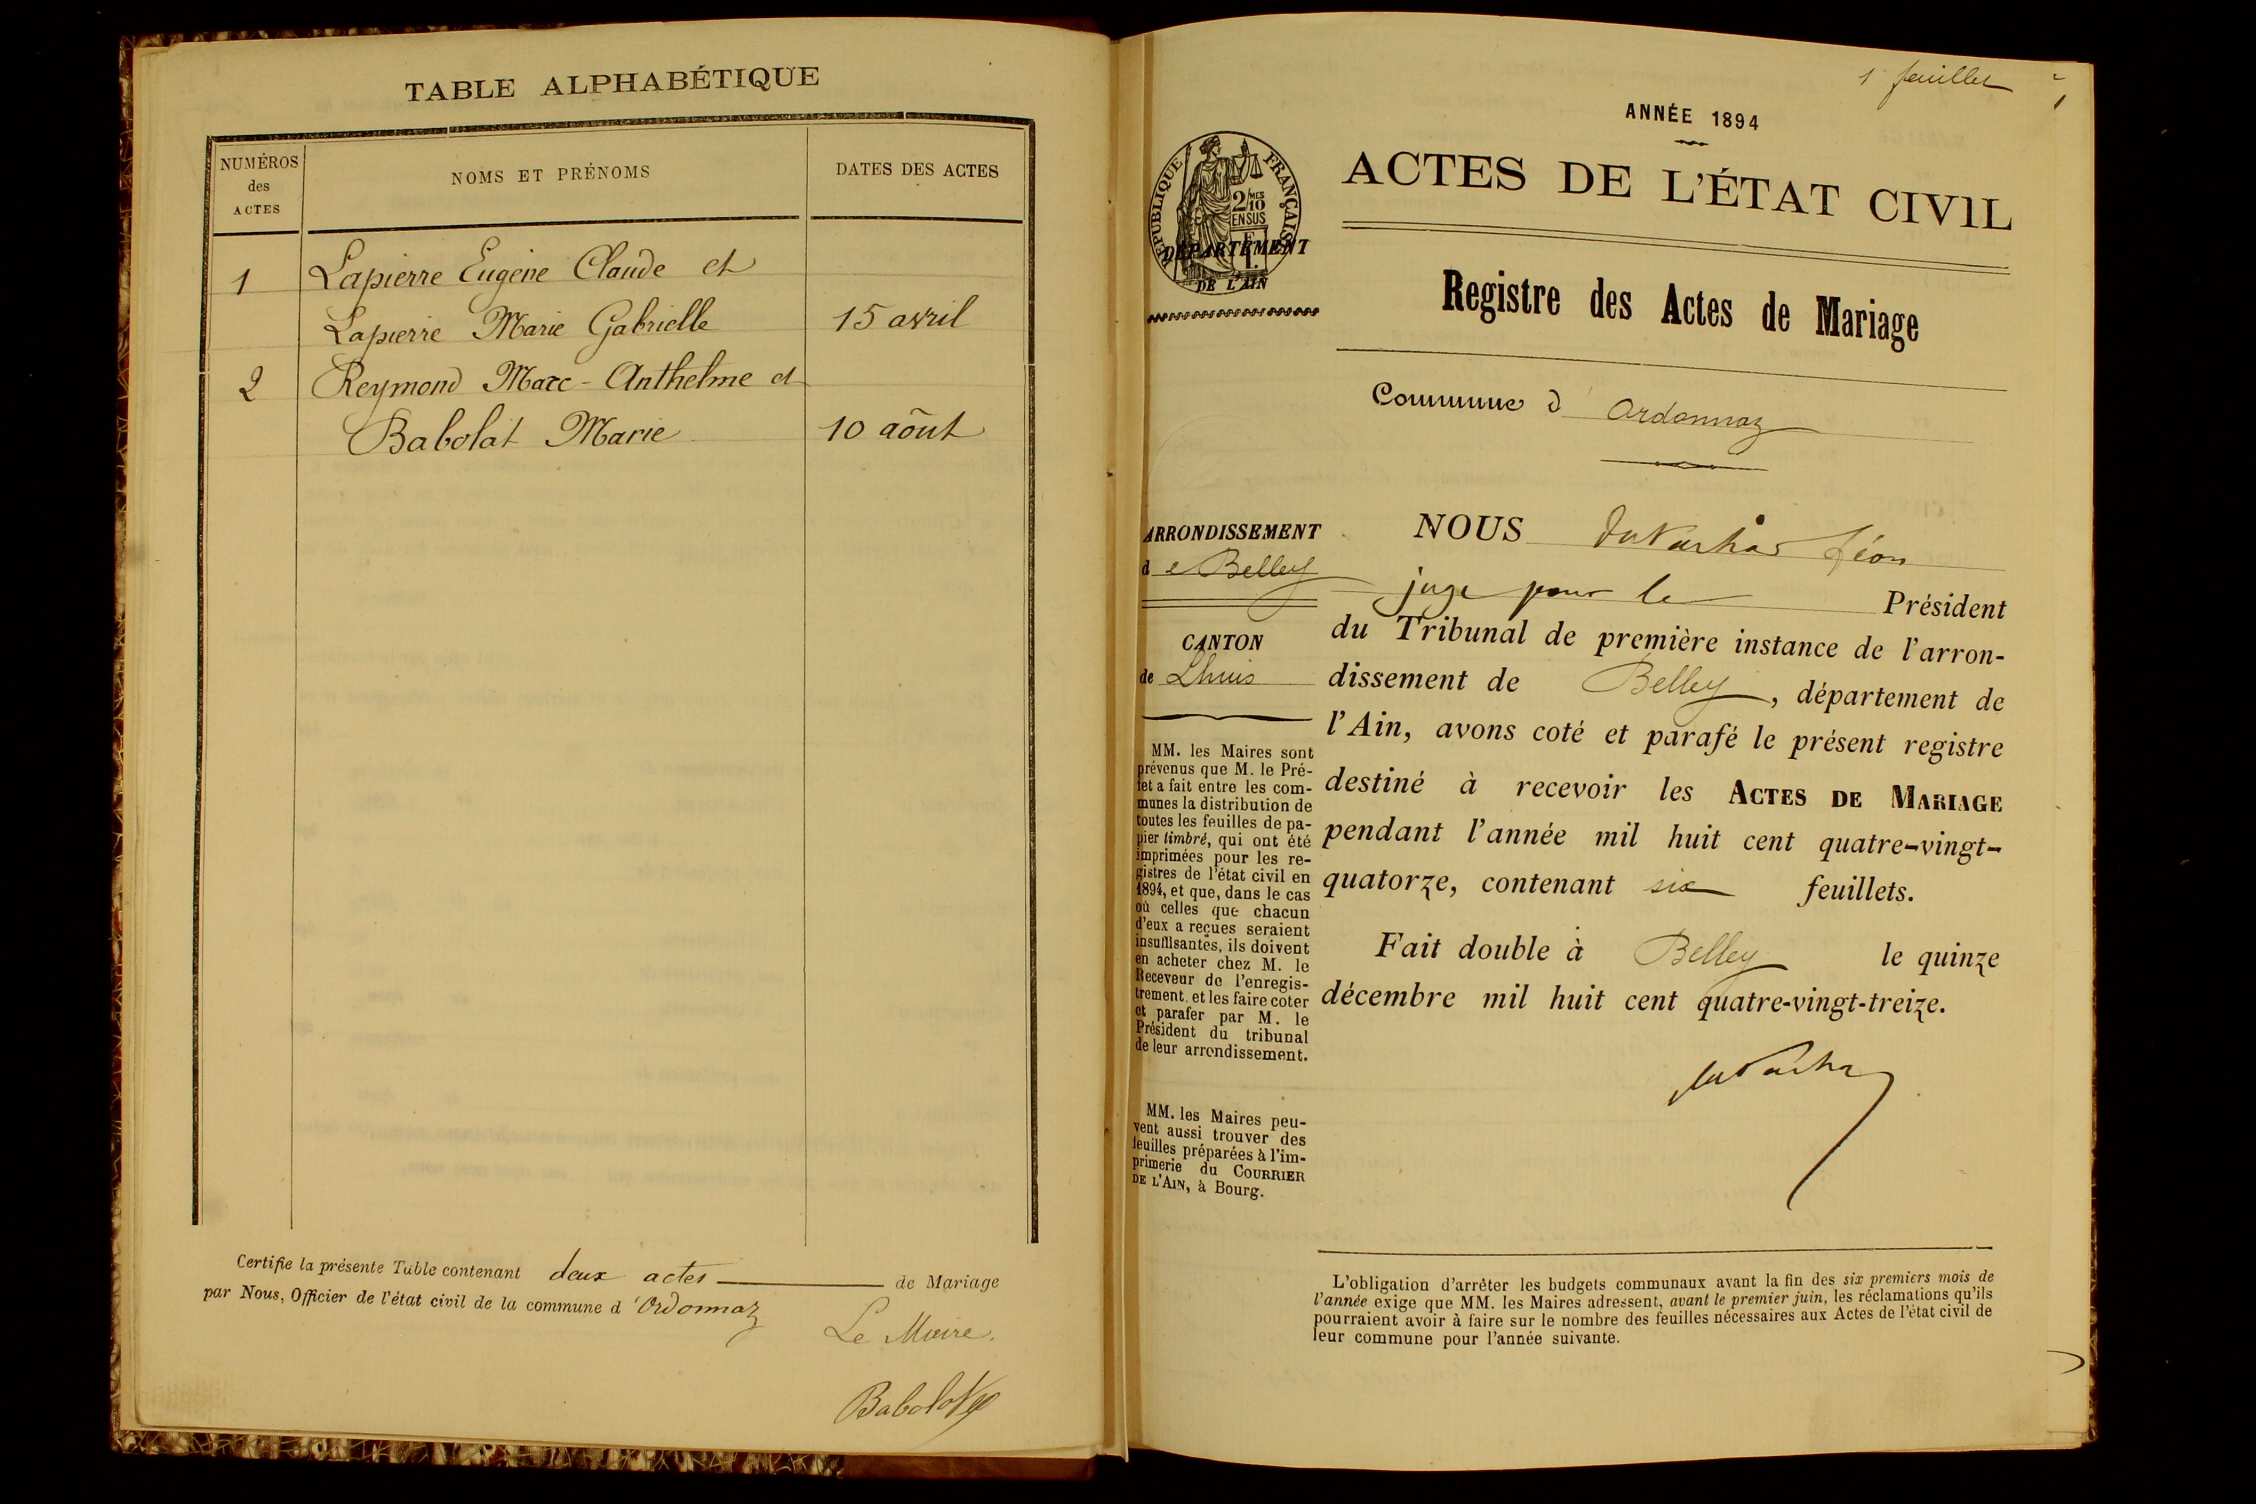 TABLE ALPHABÉTIQUE
NUMÉROS
des
ACTES
NOMS ET PRÉNOMS
DATES DES ACTES
1 Lapierre Eugène Claude et
Lapierre Marie Gabrielle 15 avril
2 Reymond Marc-Anthelme et
Babolat Marie 10 aôut
Certifie la présente Table contenant deux actes de Mariage
par Nous, Officier de l'état civil de la commune d'Ordonnaz
Le Maire.
Babolat
1 feuillet
ANNÉE 1894
ACTES DE L'ÉTAT CIVIL
RÉPUBLIQUE FRANÇAISE
2/10 MES
EN SUS
DÉPARTEMENT
DE L'AIN
Registre des Actes de Mariage
Commune d'Ordonnaz
ARRONDISSEMENT
de Belley
CANTON
de Lhuis
MM. les Maires sont
prévenus que M. le Pré-
fet a fait entre les com-
munes la distribution de
toutes les feuilles de pa-
pier timbré, qui ont été
imprimées pour les re-
gistres de l'état civil en
1894, et que, dans le cas
où celles que chacun
d'eux a reçues seraient
insuffisantes, ils doivent
en acheter chez M. le
Receveur de l'enregis-
trement, et les faire coter
et parafer par M. le
Président du tribunal
de leur arrondissement.
MM. les Maires peu-
vent aussi trouver des
feuilles préparées à l'im-
primerie du COURRIER
DE L'AIN, à Bourg.
NOUS Léon
juge pour le Président
du Tribunal de première instance de l'arron-
dissement de Belley, département de
l'Ain, avons coté et parafé le présent registre
destiné à recevoir les ACTES DE MARIAGE
pendant l'année mil huit cent quatre-vingt-
quatorze, contenant six feuillets.
Fait double à Belley le quinze
décembre mil huit cent quatre-vingt-treize.
L'obligation d'arrêter les budgets communaux avant la fin des six premiers mois de
l'année exige que MM. les Maires adressent, avant le premier juin, les réclamations qu'ils
pourraient avoir à faire sur le nombre des feuilles nécessaires aux Actes de l'état civil de
leur commune pour l'année suivante.